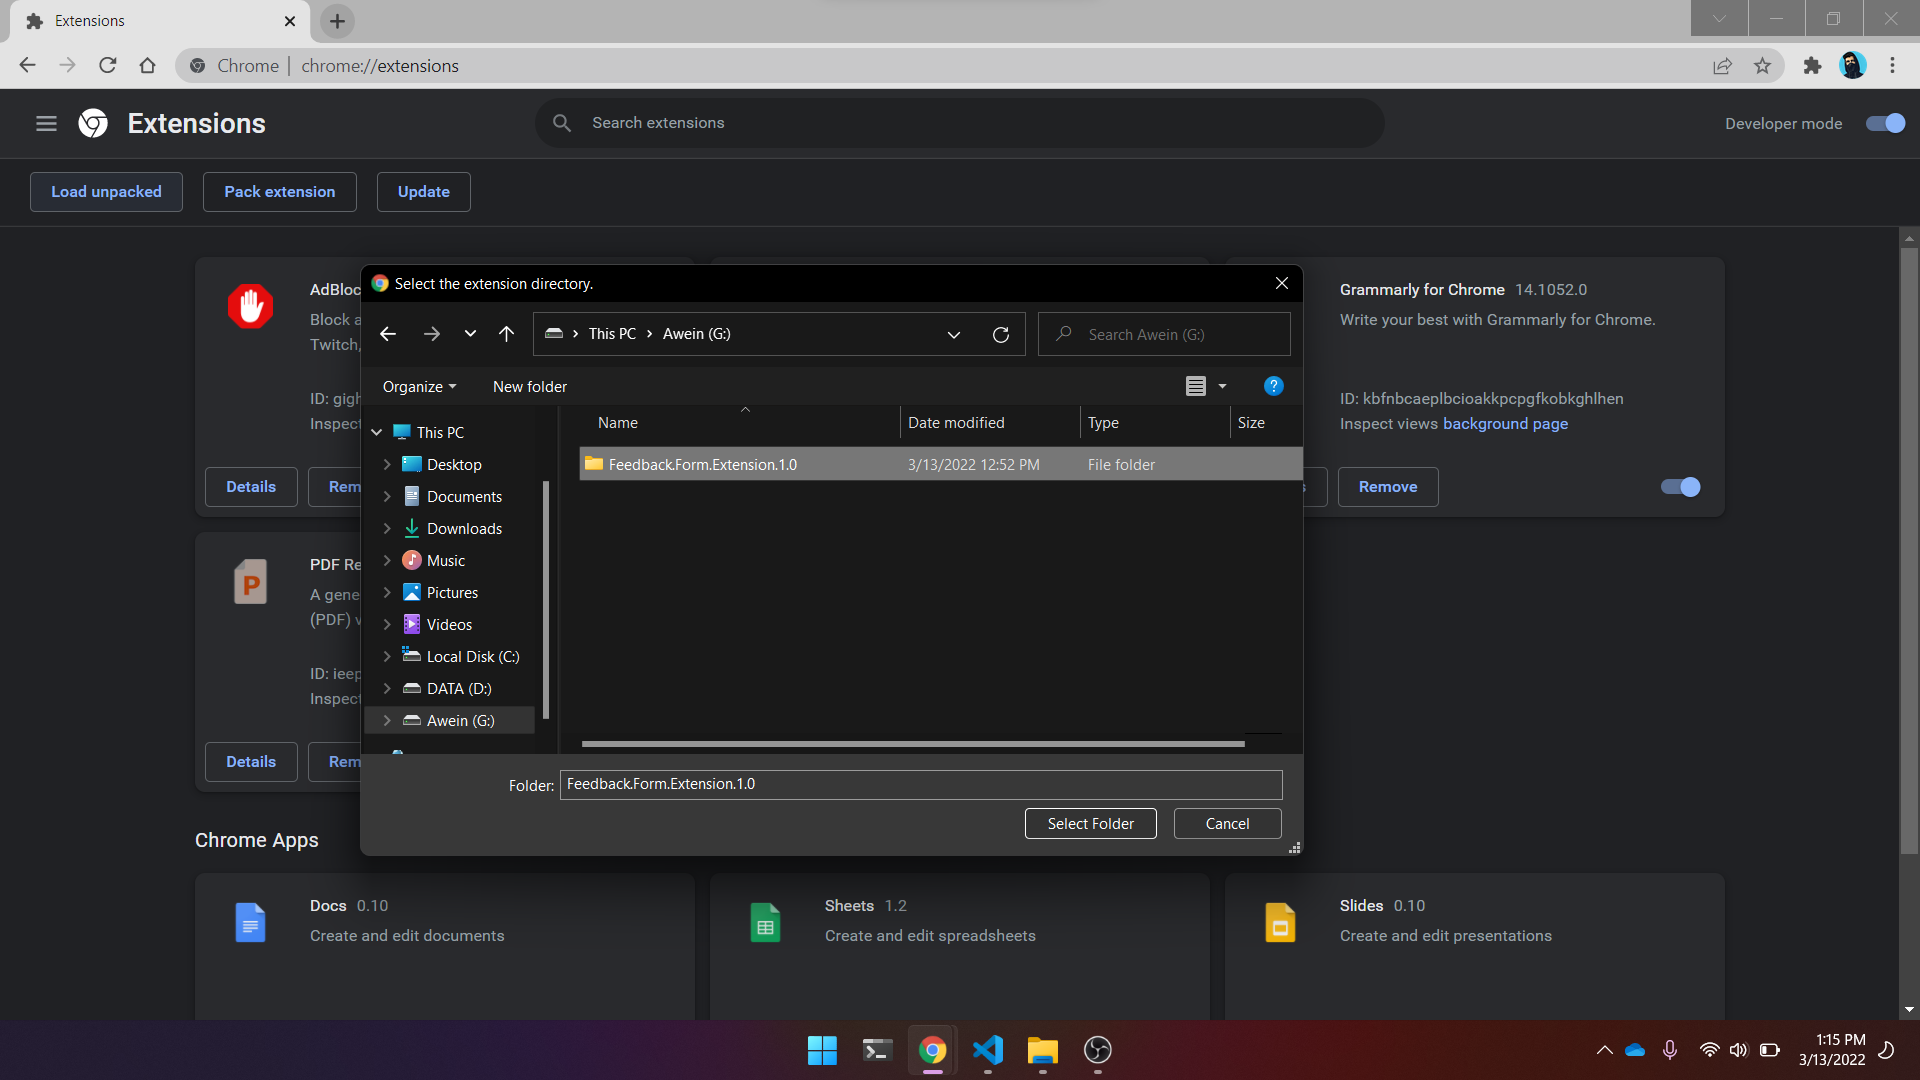 Extensions
Chrome | chrome://extensions
Extensions
Search extensions
Developer mode
Load unpacked
Pack extension
Update
AdBloc
Block a
Twitch,
ID: gigh
Inspect
Details
Rem
Grammarly for Chrome 14.1052.0
Write your best with Grammarly for Chrome.
ID: kbfnbcaeplbcioakkpcpgfkobkghlhen
Inspect views background page
s
Remove
Select the extension directory.
This PC > Awein (G:)
Search Awein (G:)
Organize
New folder
?
Name
Date modified
Type
Size
This PC
Desktop
Documents
Downloads
Music
Pictures
Videos
Local Disk (C:)
DATA (D:)
Awein (G:)
Feedback.Form.Extension.1.0
3/13/2022 12:52 PM
File folder
Folder:
Feedback.Form.Extension.1.0
Select Folder
Cancel
P
PDF Re
A gene
(PDF) v
ID: ieep
Inspect
Details
Rem
Chrome Apps
Docs 0.10
Create and edit documents
Sheets 1.2
Create and edit spreadsheets
Slides 0.10
Create and edit presentations
1:15 PM
3/13/2022